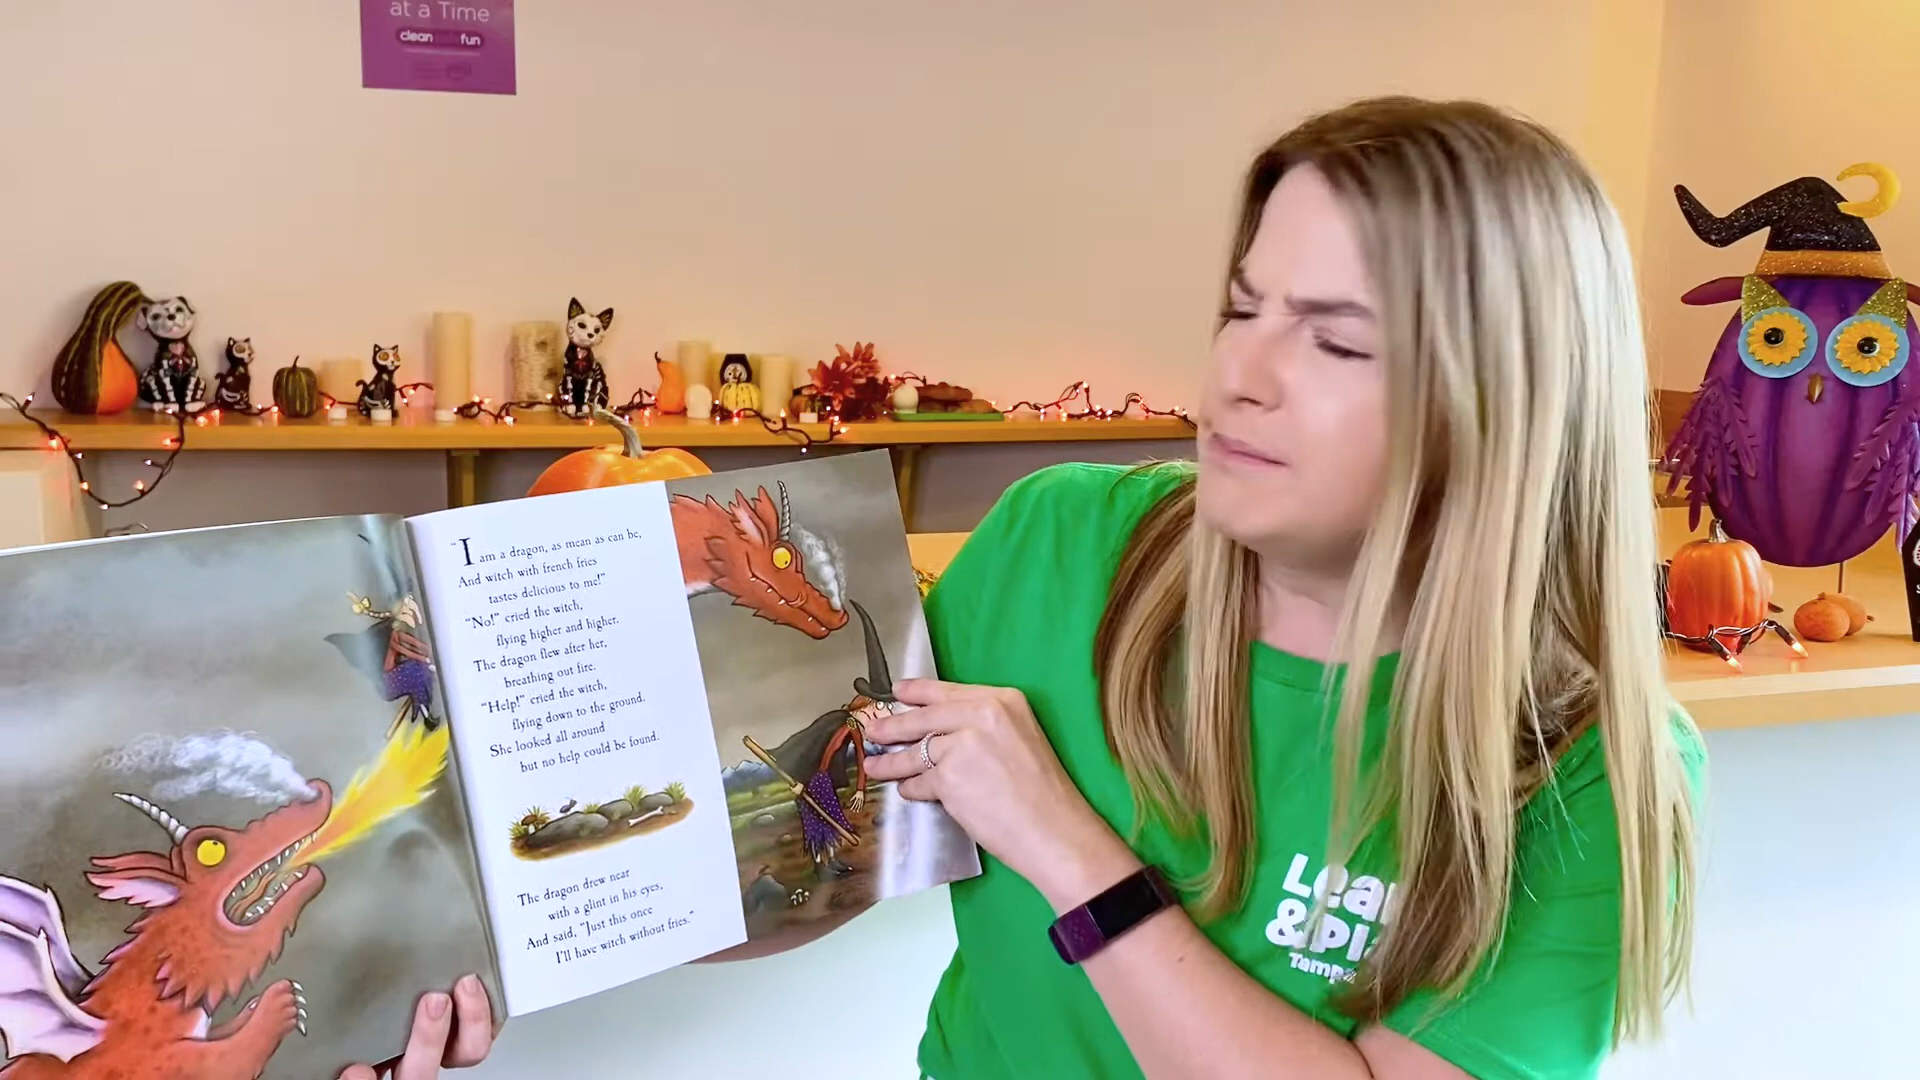 at a Time
clean fun
"I am a dragon, as mean as can be,
And witch with french fries
tastes delicious to me!"
"No!" cried the witch,
flying higher and higher.
The dragon flew after her,
breathing out fire.
"Help!" cried the witch,
flying down to the ground.
She looked all around
but no help could be found.
The dragon drew near
with a glint in his eyes,
And said, "Just this once
I'll have witch without fries."
Lea
&Pla
Tampa